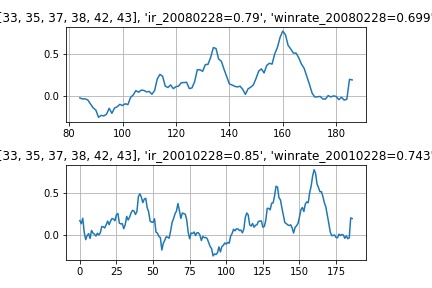 [33, 35, 37, 38, 42, 43], 'ir_20080228=0.79', 'winrate_20080228=0.699'
0.5
0.0
80 100 120 140 160 180
[33, 35, 37, 38, 42, 43], 'ir_20010228=0.85', 'winrate_20010228=0.743'
0.5
0.0
0 25 50 75 100 125 150 175